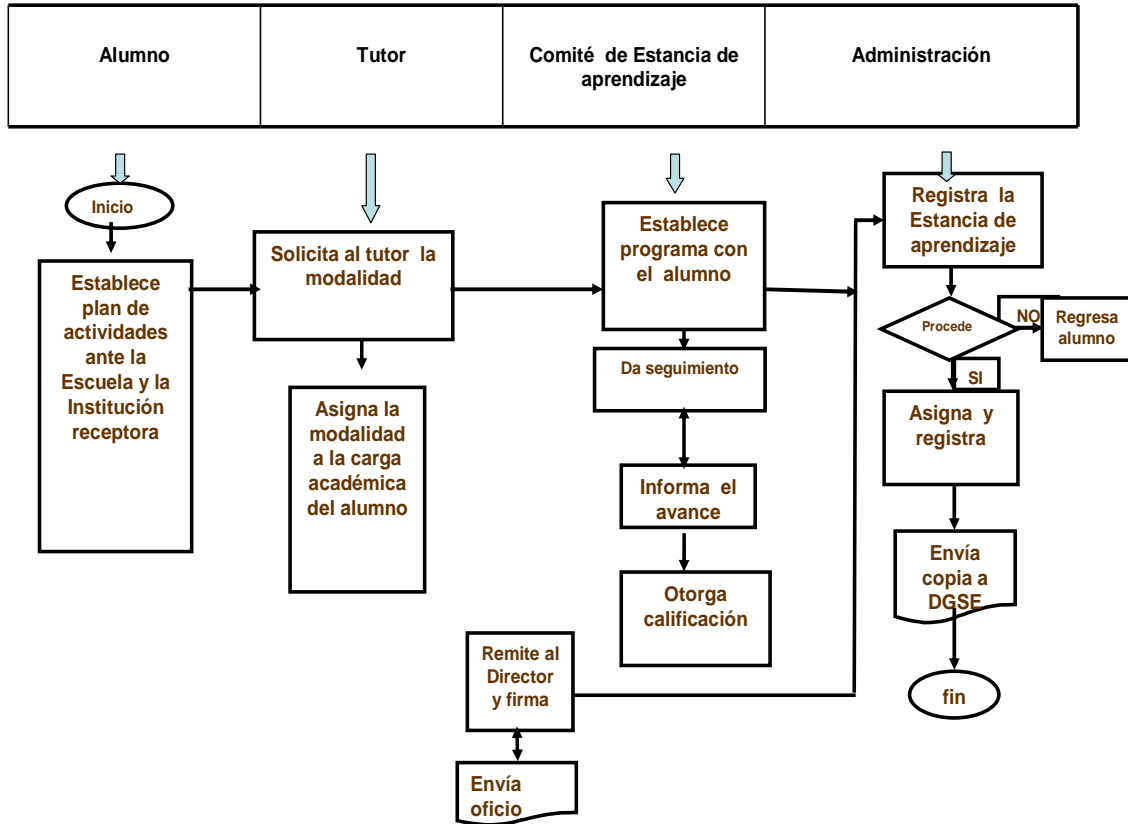 Alumno
Tutor
Comité de Estancia de
aprendizaje
Administración
Inicio
Establece
plan de
actividades
ante la
Escuela y la
Institución
receptora
Solicita al tutor la
modalidad
Asigna la
modalidad
a la carga
académica
del alumno
Establece
programa con
el alumno
Da seguimiento
Informa el
avance
Otorga
calificación
Remite al
Director
y firma
Envía
oficio
Registra la
Estancia de
aprendizaje
Procede
NO
Regresa
alumno
SI
Asigna y
registra
Envía
copia a
DGSE
fin